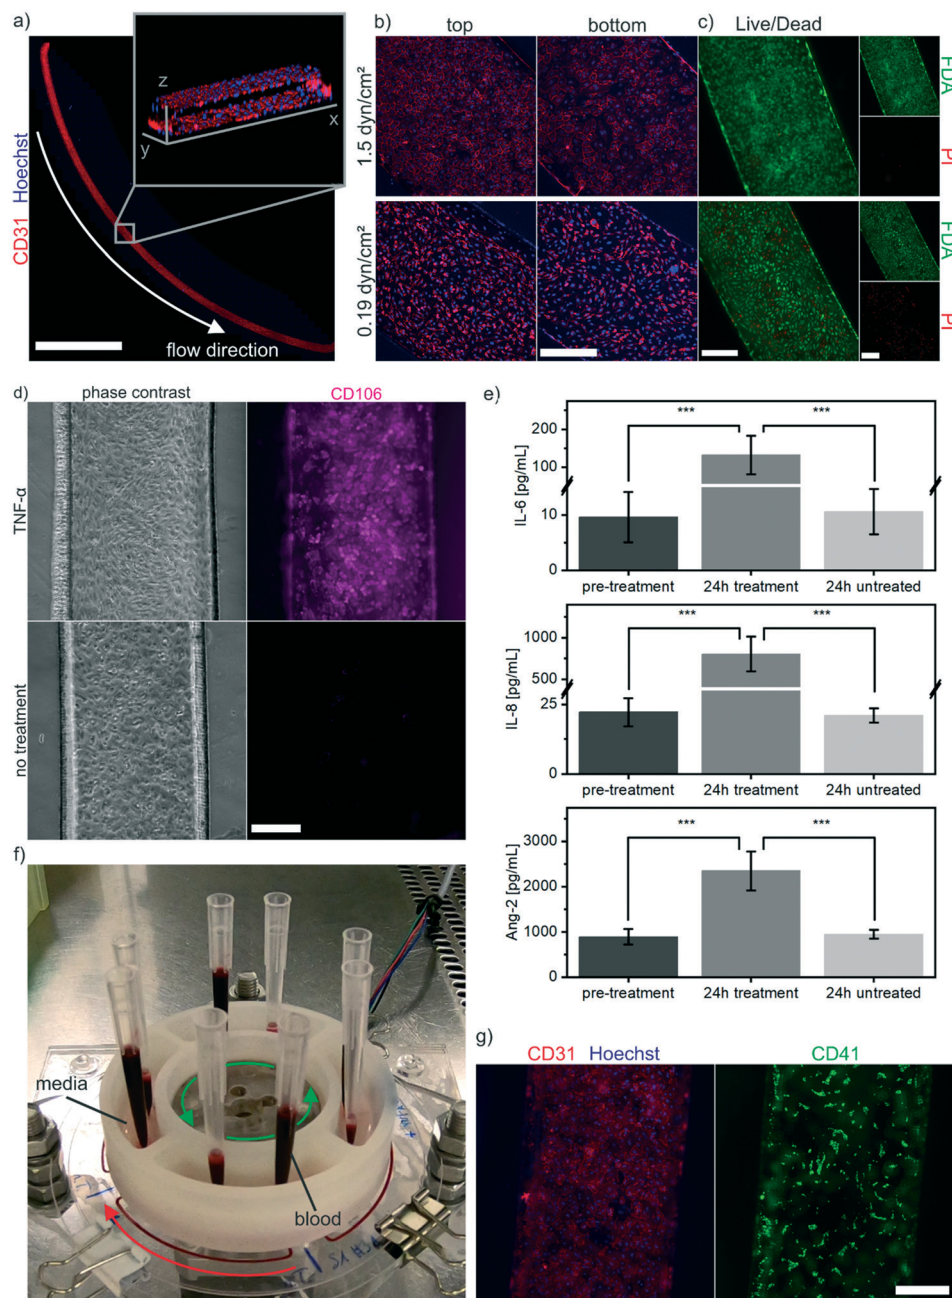 a)
CD31 Hoechst
z
x
y
flow direction
b)
top
bottom
1.5 dyn/cm²
0.19 dyn/cm²
c)
Live/Dead
FDA
PI
FDA
PI
d)
phase contrast
CD106
TNF-α
no treatment
e)
IL-6 [pg/mL]
200
100
10
0
***
***
pre-treatment
24h treatment
24h untreated
IL-8 [pg/mL]
1000
500
25
0
***
***
pre-treatment
24h treatment
24h untreated
Ang-2 [pg/mL]
3000
2000
1000
0
***
***
pre-treatment
24h treatment
24h untreated
f)
media
blood
g)
CD31 Hoechst
CD41